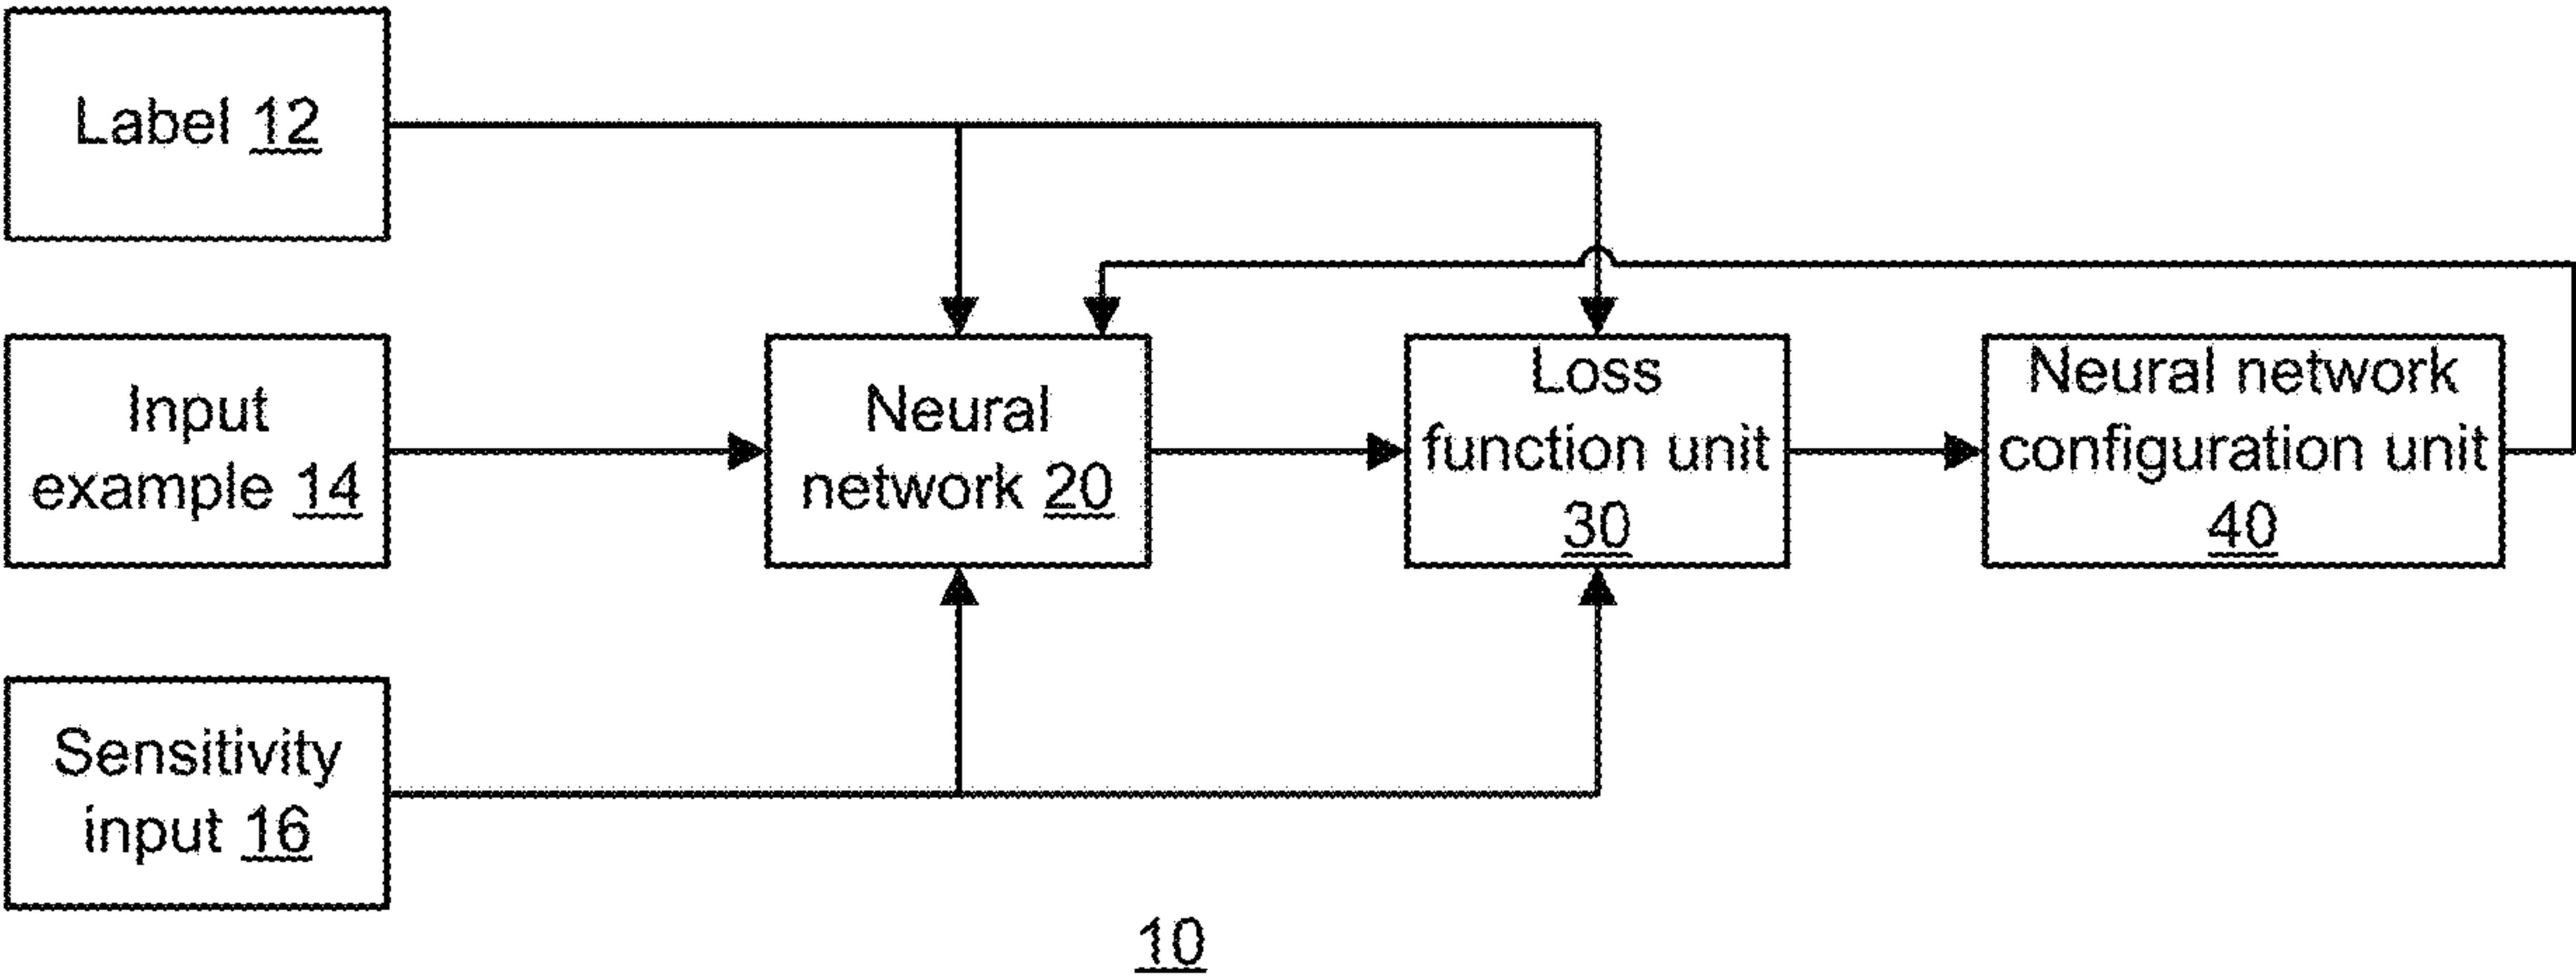 Label 12
Input
example 14
Neural
network 20
Loss
function unit
30
Neural network
configuration unit
40
Sensitivity
input 16
10